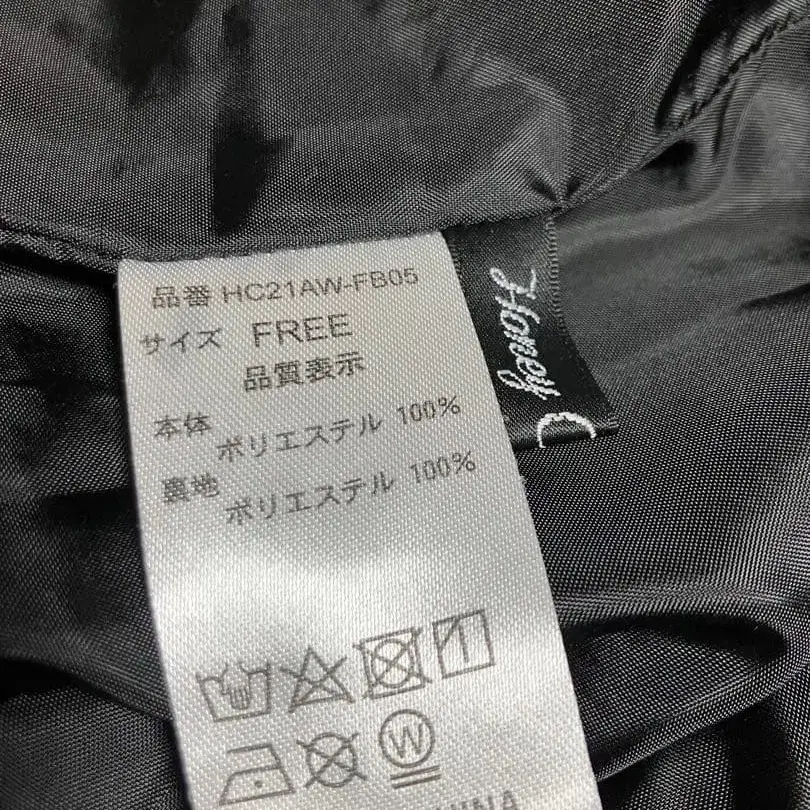 品番 HC21AW-FB05
サイズ FREE
品質表示
本体 ポリエステル 100%
裏地 ポリエステル 100%
W
Honey